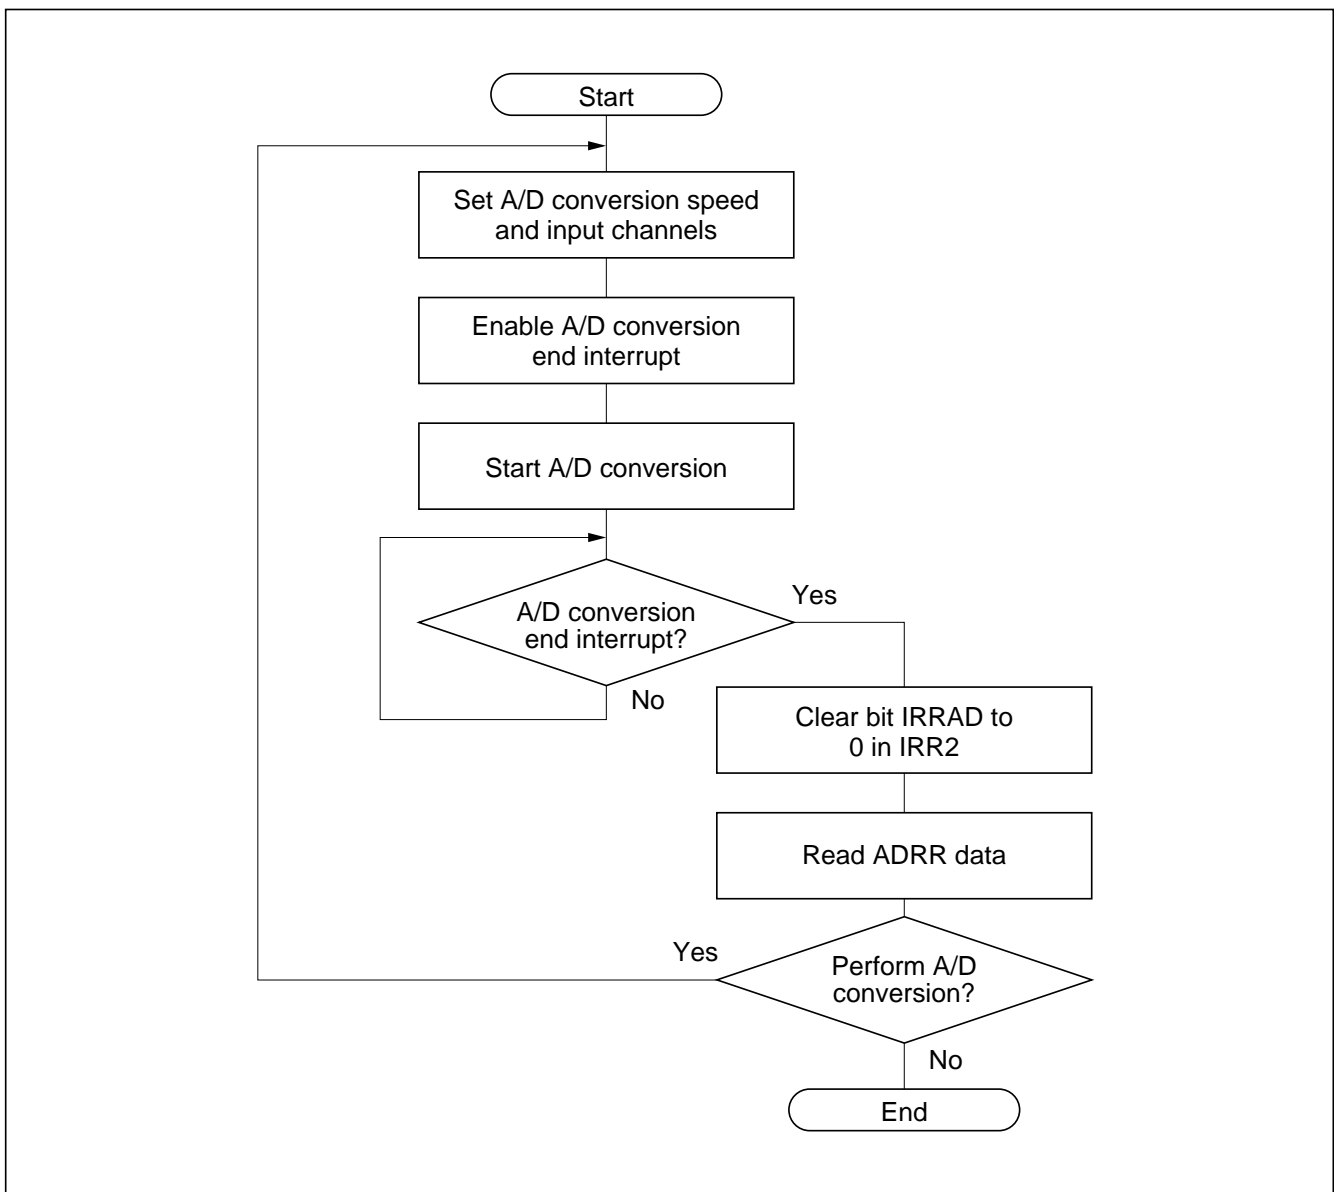 Start
Set A/D conversion speed
and input channels
Enable A/D conversion
end interrupt
Start A/D conversion
A/D conversion
end interrupt?
Yes
No
Clear bit IRRAD to
0 in IRR2
Read ADRR data
Yes
Perform A/D
conversion?
No
End